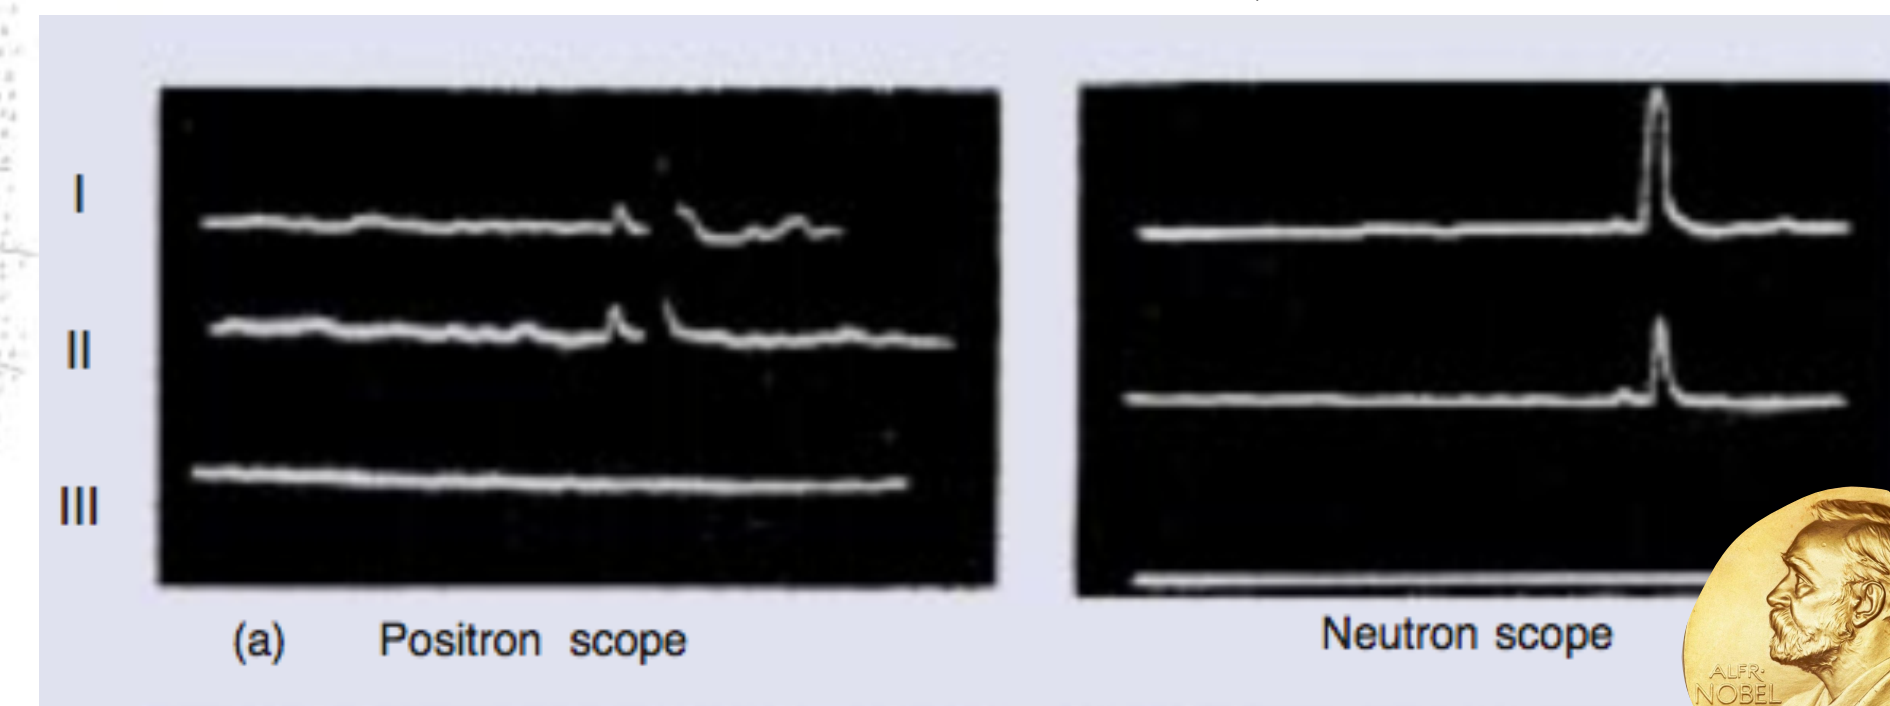 I
II
III
(a) Positron scope
Neutron scope
ALFR·
NOBEL